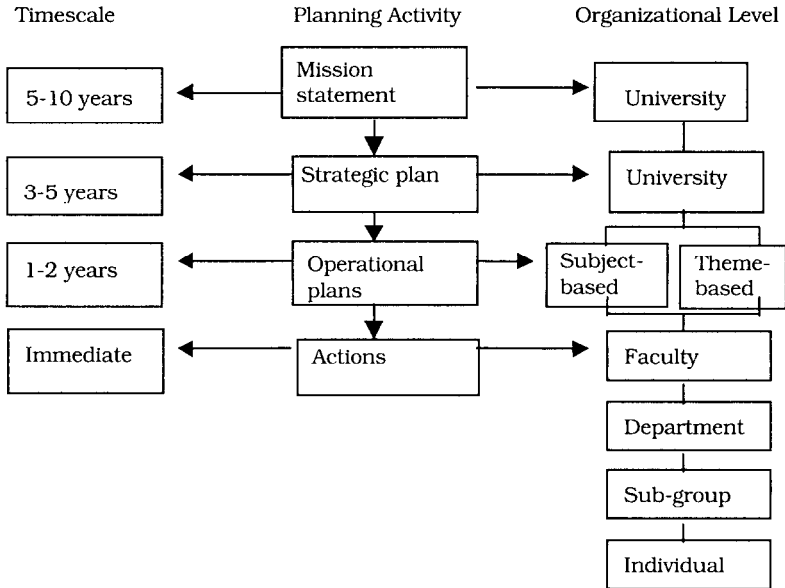 Timescale
Planning Activity
Organizational Level
5-10 years
Mission
statement
University
3-5 years
Strategic plan
University
1-2 years
Operational
plans
Subject-
based
Theme-
based
Immediate
Actions
Faculty
Department
Sub-group
Individual